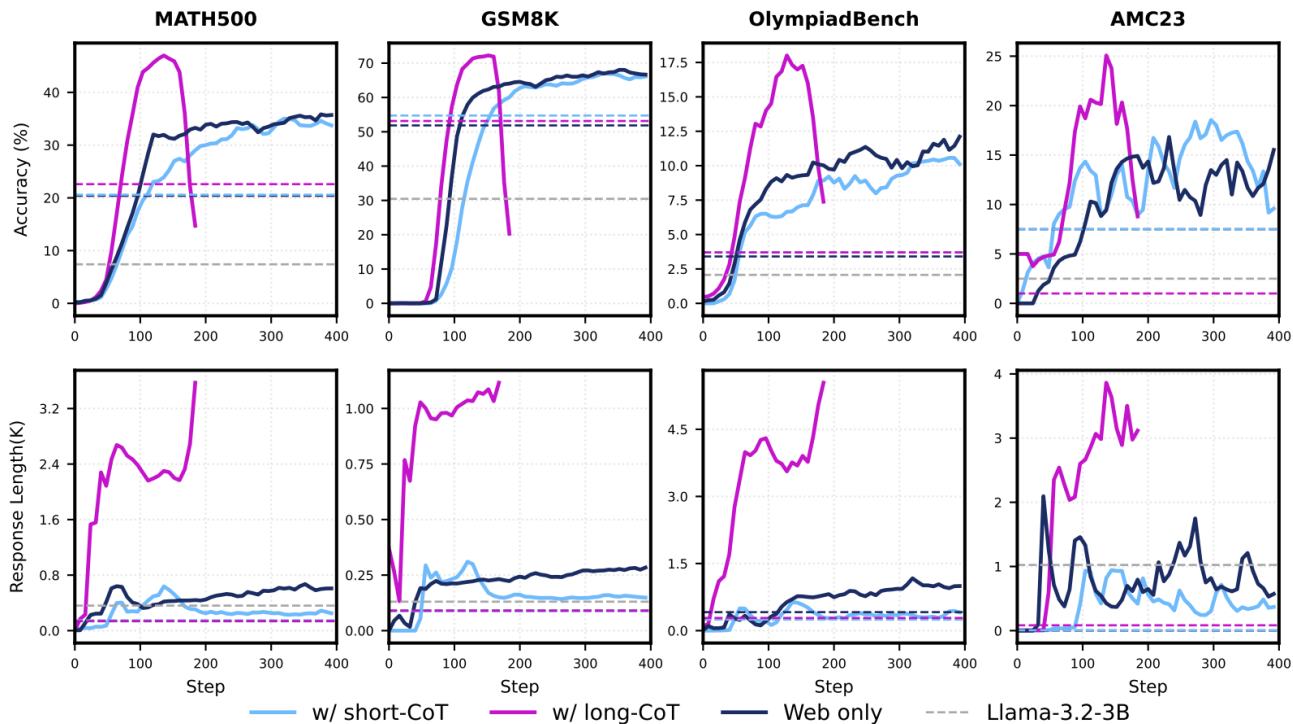 MATH500 GSM8K OlympiadBench AMC23
Accuracy (%)
40
30
20
10
0
0 100 200 300 400
70
60
50
40
30
20
10
0
0 100 200 300 400
17.5
15.0
12.5
10.0
7.5
5.0
2.5
0.0
0 100 200 300 400
25
20
15
10
5
0
0 100 200 300 400
Response Length(K)
3.2
2.4
1.6
0.8
0.0
0 100 200 300 400
Step
1.00
0.75
0.50
0.25
0.00
0 100 200 300 400
Step
4.5
3.0
1.5
0.0
0 100 200 300 400
Step
4
3
2
1
0
0 100 200 300 400
Step
w/ short-CoT w/ long-CoT Web only Llama-3.2-3B